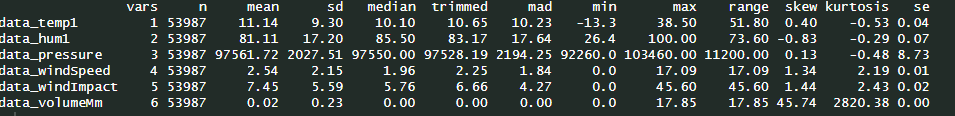 vars n mean sd median trimmed mad min max range skew kurtosis se
data_temp1 1 53987 11.14 9.30 10.10 10.65 10.23 -13.3 38.50 51.80 0.40 -0.53 0.04
data_hum1 2 53987 81.11 17.20 85.50 83.17 17.64 26.4 100.00 73.60 -0.83 -0.29 0.07
data_pressure 3 53987 97561.72 2027.51 97550.00 97528.19 2194.25 92260.0 103460.00 11200.00 0.13 -0.48 8.73
data_windSpeed 4 53987 2.54 2.15 1.96 2.25 1.84 0.0 17.09 17.09 1.34 2.19 0.01
data_windImpact 5 53987 7.45 5.59 5.76 6.66 4.27 0.0 45.60 45.60 1.44 2.43 0.02
data_volumeMm 6 53987 0.02 0.23 0.00 0.00 0.00 0.0 17.85 17.85 45.74 2820.38 0.00